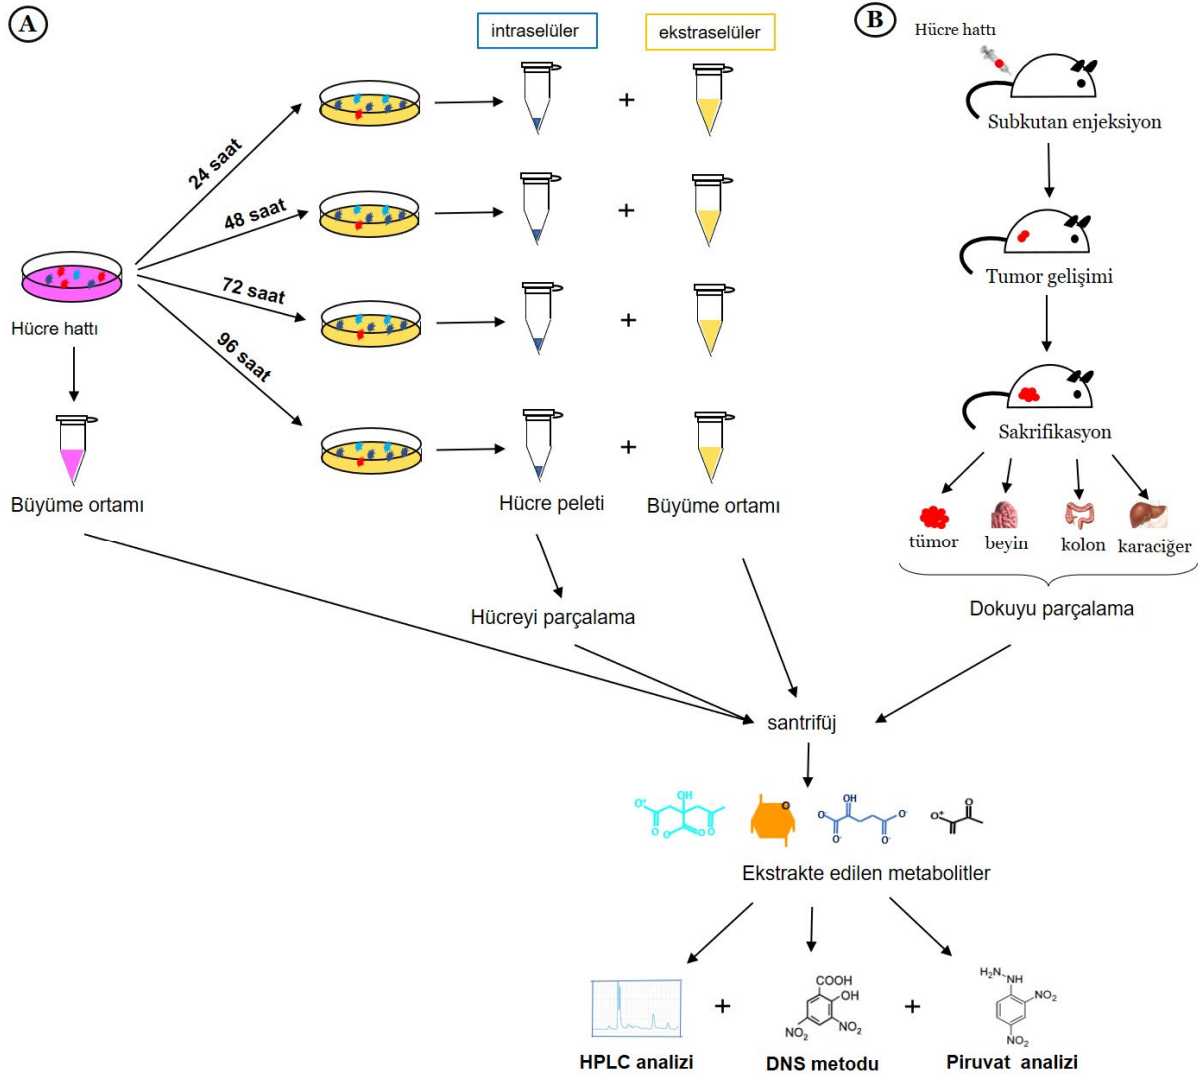 A
intraselüler
ekstraselüler
24 saat
48 saat
72 saat
96 saat
+
+
+
+
Hücre hattı
Büyüme ortamı
Hücre peleti
Büyüme ortamı
Hücreyi parçalama
B
Hücre hattı
Subkutan enjeksiyon
Tumor gelişimi
Sakrifikasyon
tümor
beyin
kolon
karaciğer
Dokuyu parçalama
santrifüj
O⁺ OH O O O O
O
O⁻ OH O⁻ O⁻ O⁻
O⁺ O
Ekstrakte edilen metabolitler
+
COOH
OH
NO₂
NO₂
+
H₂N
NH
NO₂
NO₂
HPLC analizi
DNS metodu
Piruvat analizi